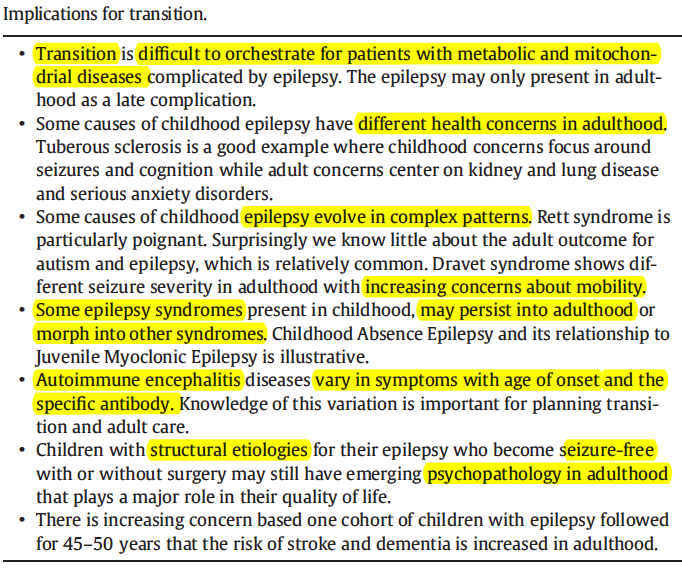 Implications for transition.
• Transition is difficult to orchestrate for patients with metabolic and mitochon-
drial diseases complicated by epilepsy. The epilepsy may only present in adult-
hood as a late complication.
• Some causes of childhood epilepsy have different health concerns in adulthood.
Tuberous sclerosis is a good example where childhood concerns focus around
seizures and cognition while adult concerns center on kidney and lung disease
and serious anxiety disorders.
• Some causes of childhood epilepsy evolve in complex patterns. Rett syndrome is
particularly poignant. Surprisingly we know little about the adult outcome for
autism and epilepsy, which is relatively common. Dravet syndrome shows dif-
ferent seizure severity in adulthood with increasing concerns about mobility.
• Some epilepsy syndromes present in childhood, may persist into adulthood or
morph into other syndromes. Childhood Absence Epilepsy and its relationship to
Juvenile Myoclonic Epilepsy is illustrative.
• Autoimmune encephalitis diseases vary in symptoms with age of onset and the
specific antibody. Knowledge of this variation is important for planning transi-
tion and adult care.
• Children with structural etiologies for their epilepsy who become seizure-free
with or without surgery may still have emerging psychopathology in adulthood
that plays a major role in their quality of life.
• There is increasing concern based one cohort of children with epilepsy followed
for 45–50 years that the risk of stroke and dementia is increased in adulthood.